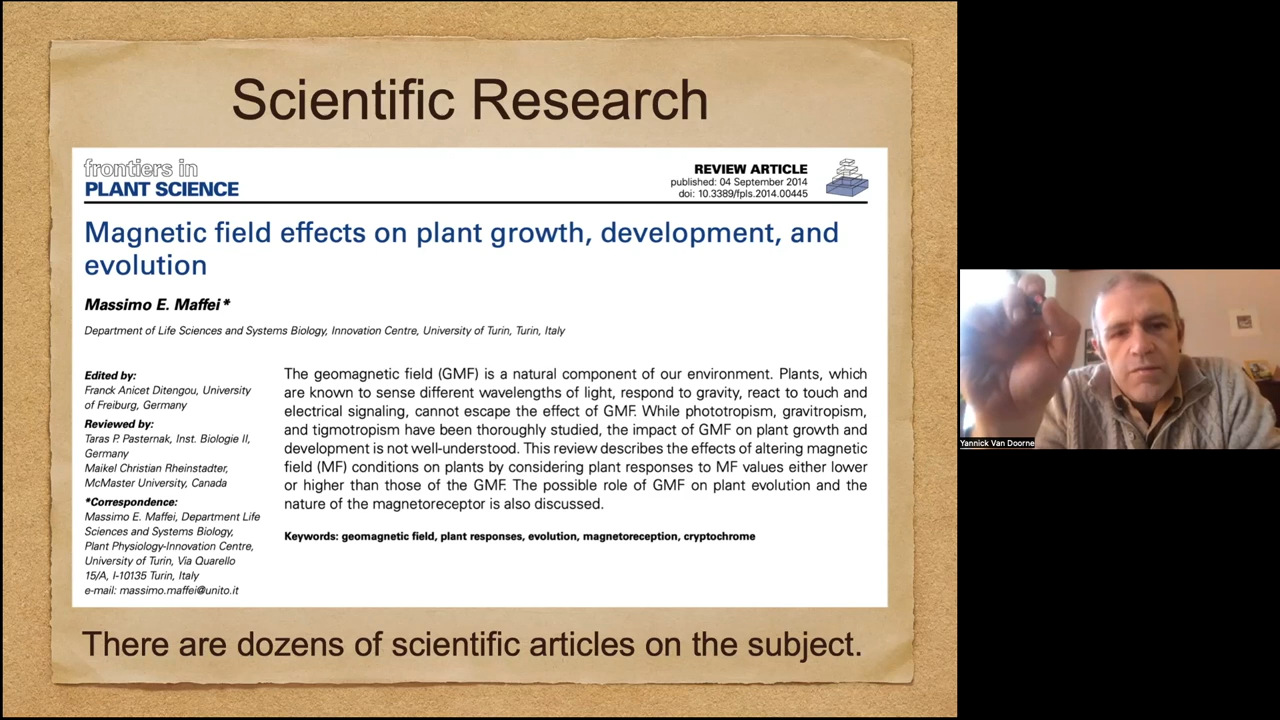 Scientific Research
frontiers in
PLANT SCIENCE
REVIEW ARTICLE
published: 04 September 2014
doi: 10.3389/fpls.2014.00445
Magnetic field effects on plant growth, development, and
evolution
Massimo E. Maffei*
Department of Life Sciences and Systems Biology, Innovation Centre, University of Turin, Turin, Italy
Edited by:
Franck Anicet Ditengou, University
of Freiburg, Germany
Reviewed by:
Taras P. Pasternak, Inst. Biologie II,
Germany
Maikel Christian Rheinstadter,
McMaster University, Canada
*Correspondence:
Massimo E. Maffei, Department Life
Sciences and Systems Biology,
Plant Physiology-Innovation Centre,
University of Turin, Via Quarello
15/A, I-10135 Turin, Italy
e-mail: massimo.maffei@unito.it
The geomagnetic field (GMF) is a natural component of our environment. Plants, which
are known to sense different wavelengths of light, respond to gravity, react to touch and
electrical signaling, cannot escape the effect of GMF. While phototropism, gravitropism,
and tigmotropism have been thoroughly studied, the impact of GMF on plant growth and
development is not well-understood. This review describes the effects of altering magnetic
field (MF) conditions on plants by considering plant responses to MF values either lower
or higher than those of the GMF. The possible role of GMF on plant evolution and the
nature of the magnetoreceptor is also discussed.
Keywords: geomagnetic field, plant responses, evolution, magnetoreception, cryptochrome
There are dozens of scientific articles on the subject.
Yannick Van Doorne